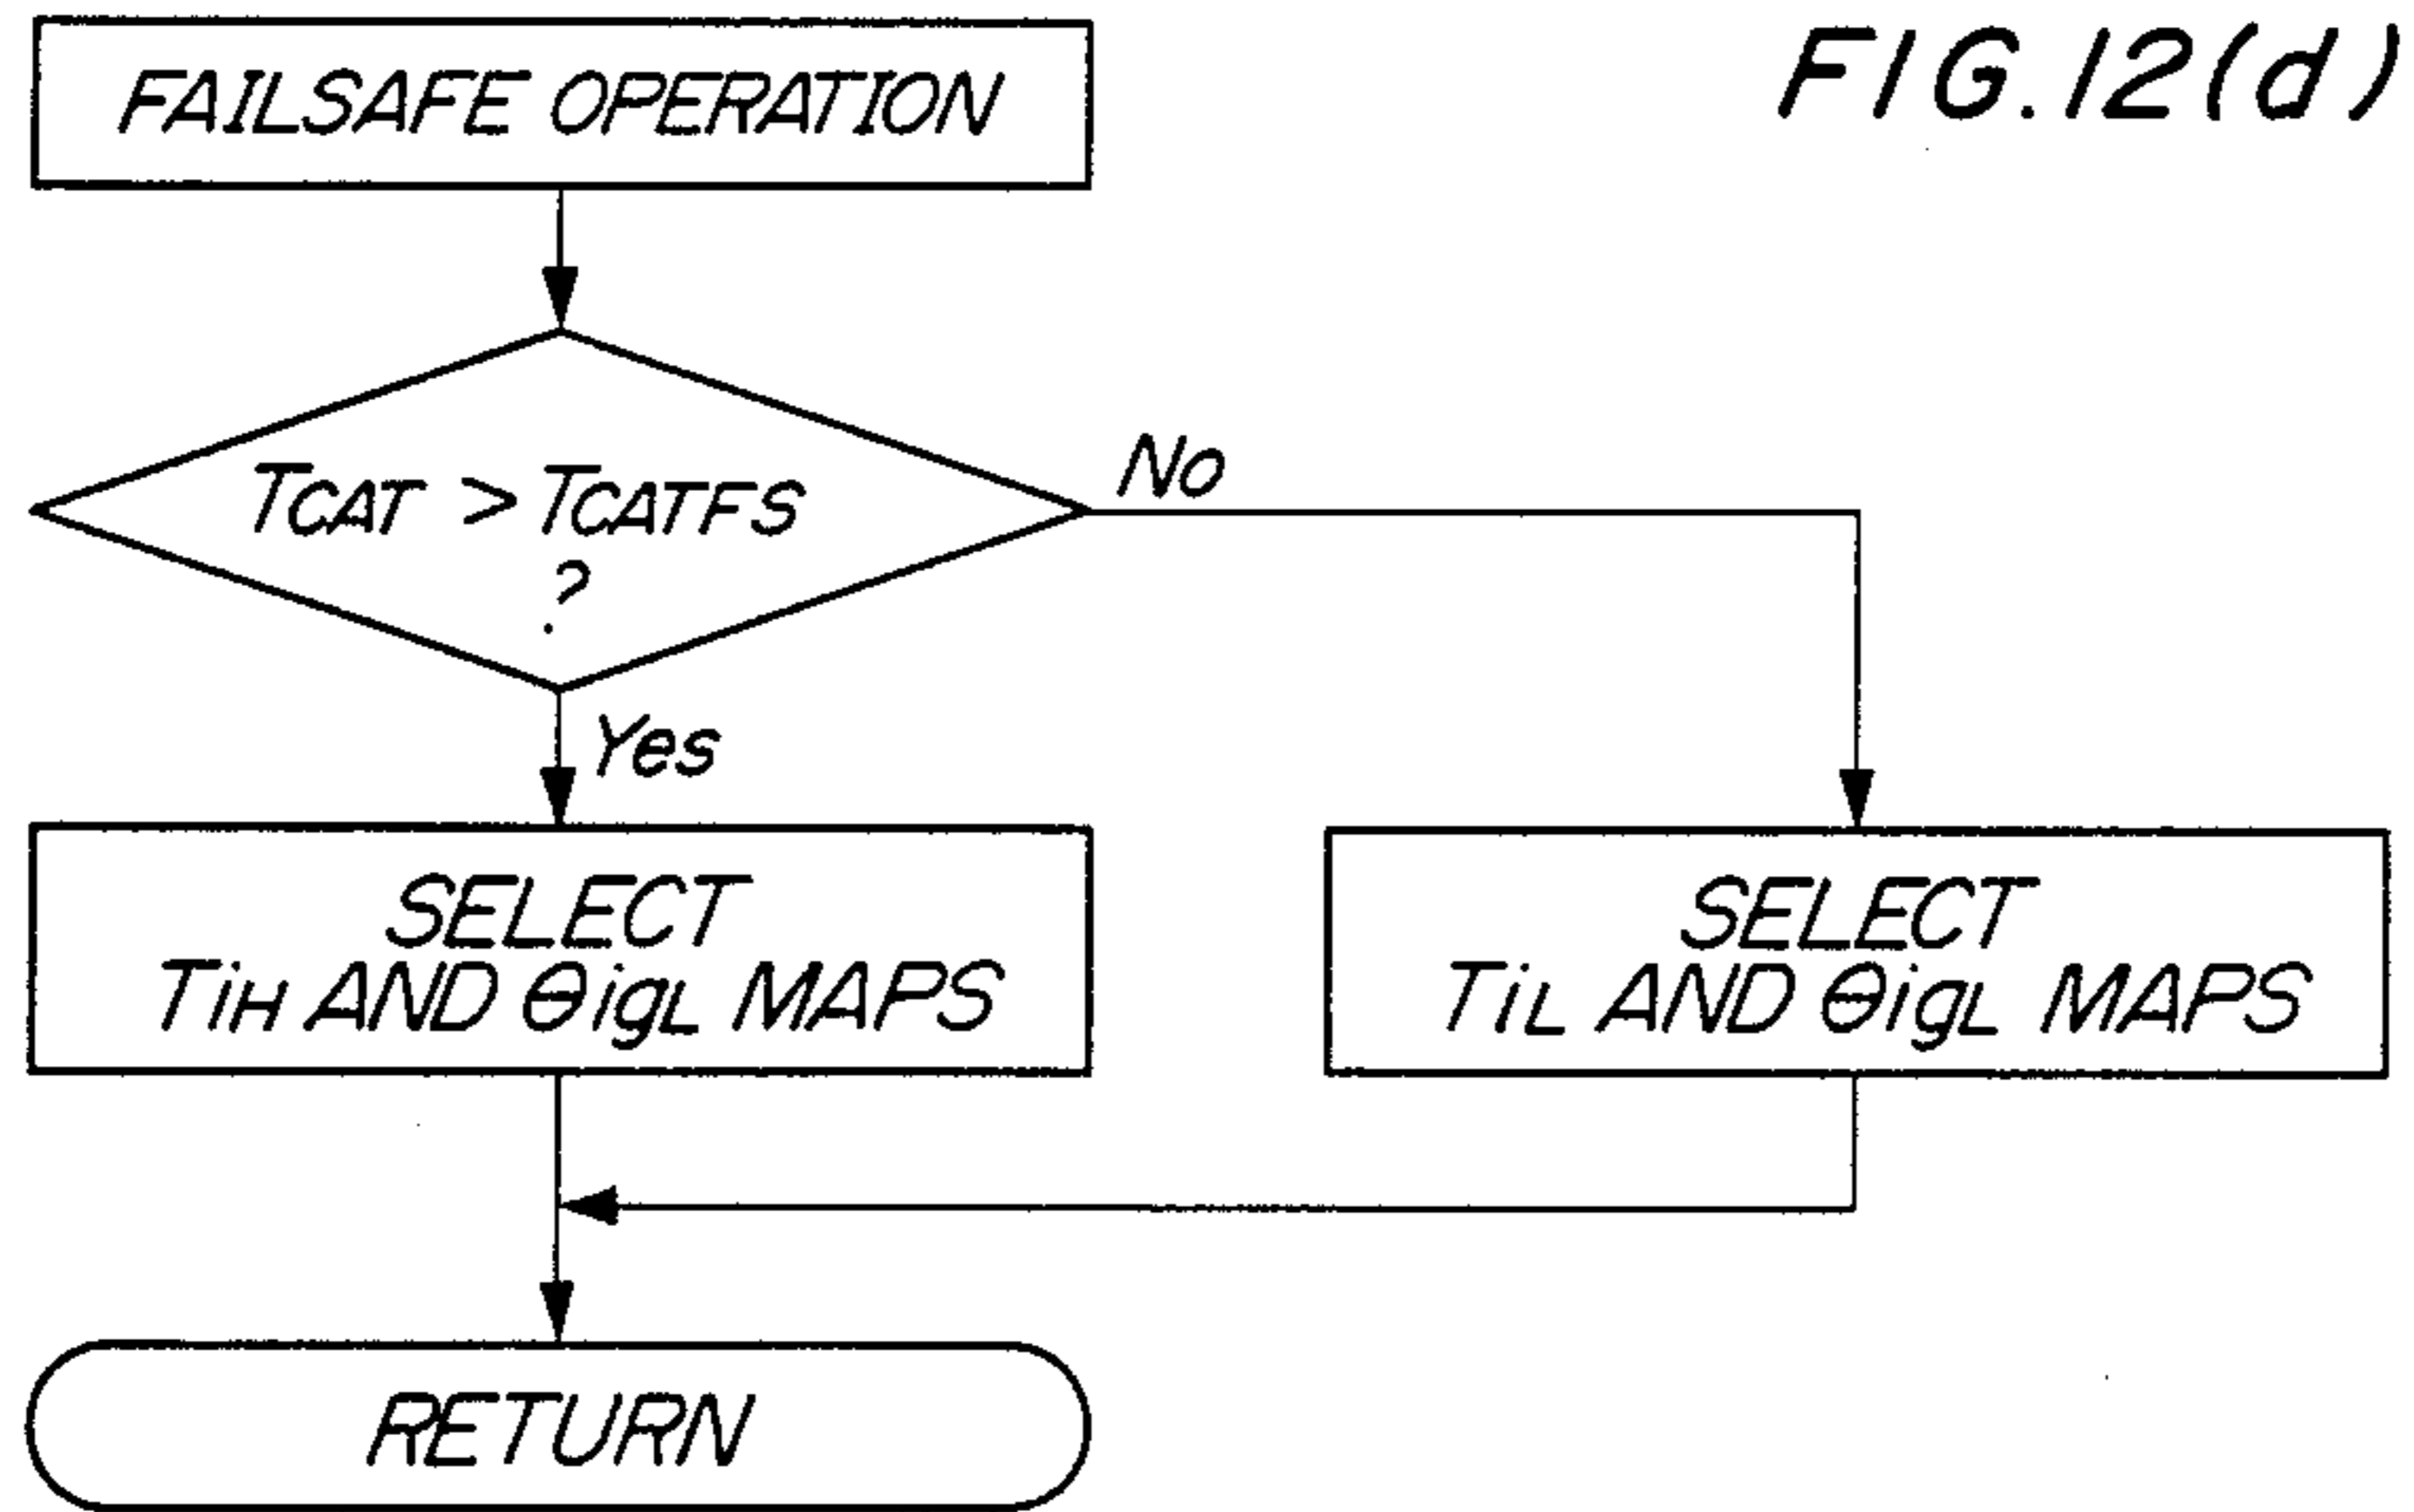 FIG.12(d)
FAILSAFE OPERATION
TCAT > TCATFS
?
No
Yes
SELECT
TiH AND θigL MAPS
SELECT
TiL AND θigL MAPS
RETURN